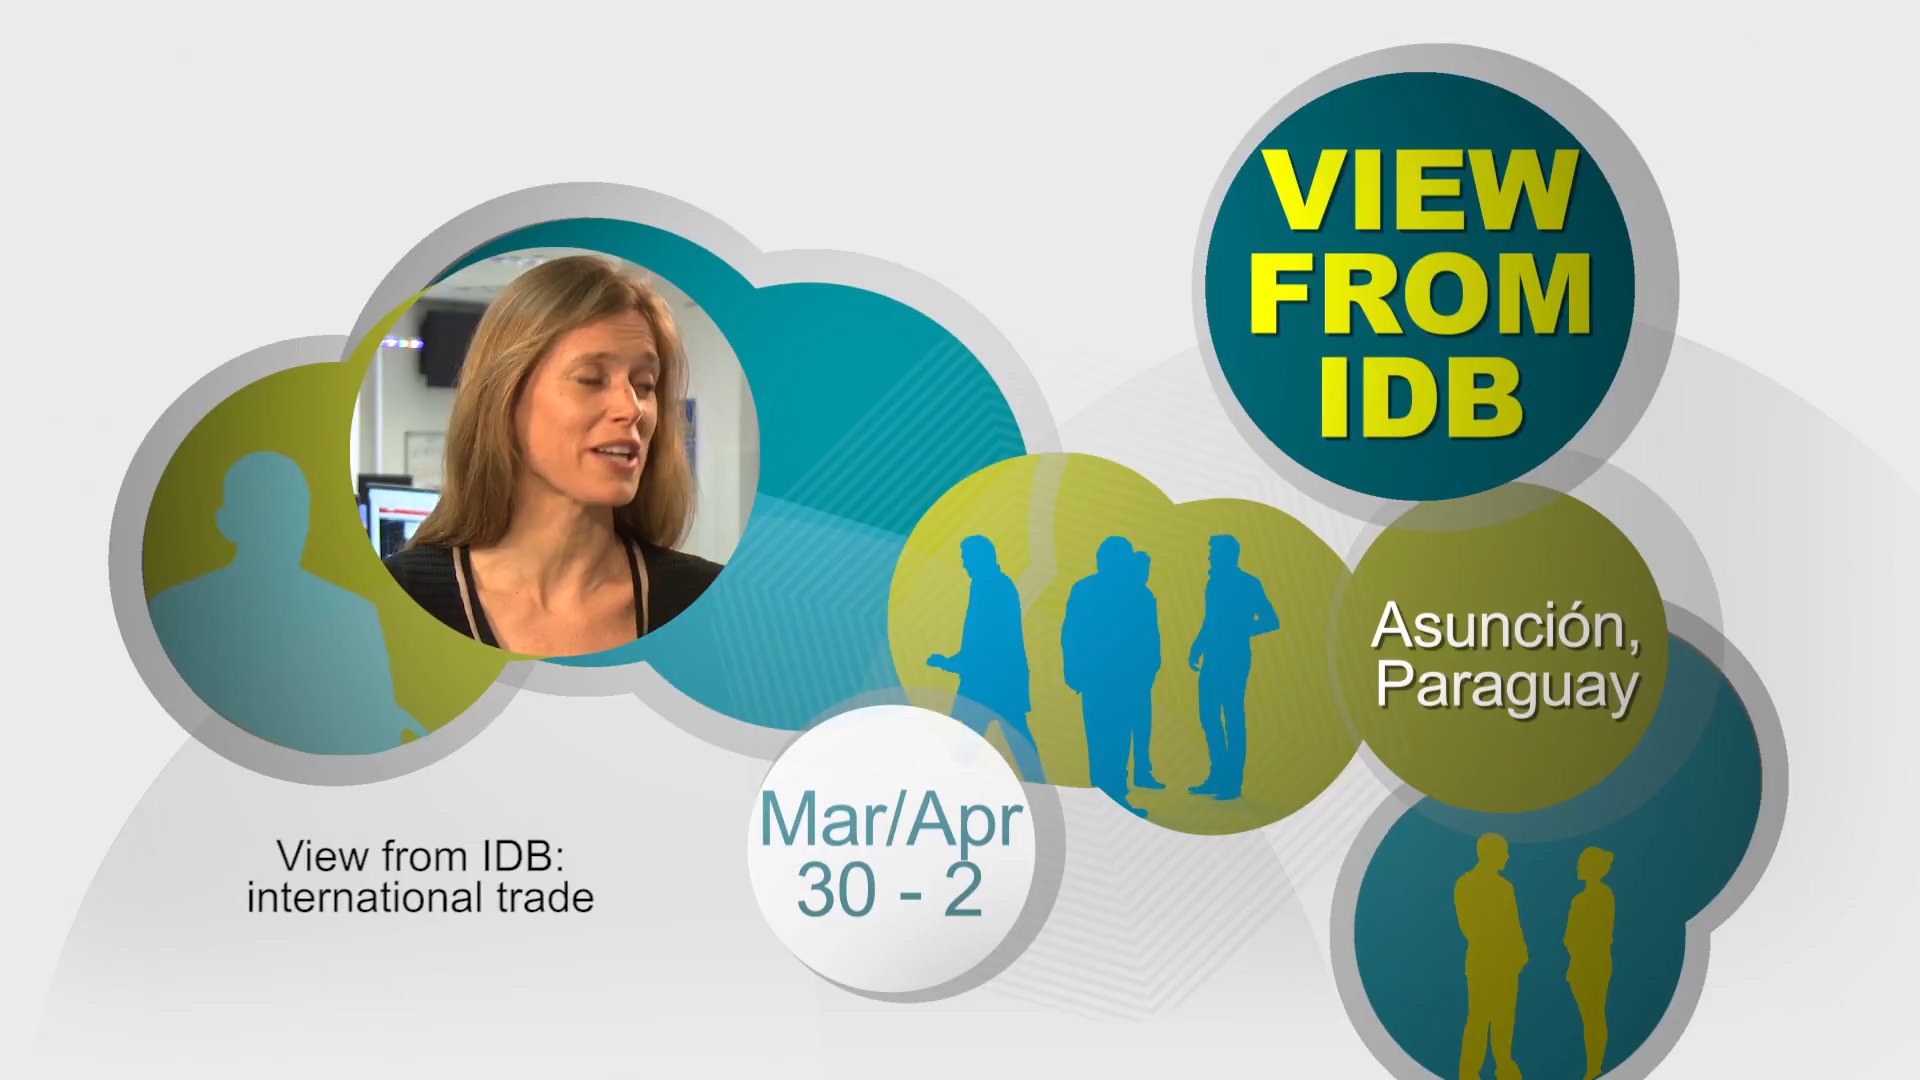 VIEW
FROM
IDB
Asunción,
Paraguay
Mar/Apr
30 - 2
View from IDB:
international trade